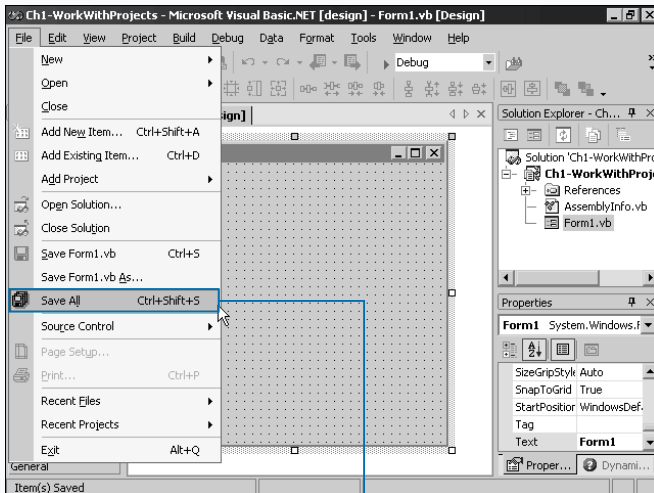 Ch1-WorkWithProjects - Microsoft Visual Basic.NET [design] - Form1.vb [Design]
File Edit View Project Build Debug Data Format Tools Window Help
New
Debug
Open
Close
sign]
Solution Explorer - Ch...
Add New Item... Ctrl+Shift+A
Add Existing Item... Ctrl+D
Solution 'Ch1-WorkWithPro
Ch1-WorkWithProje
Add Project
References
Open Solution...
AssemblyInfo.vb
Close Solution
Form1.vb
Save Form1.vb Ctrl+S
Save Form1.vb As...
Save All Ctrl+Shift+S
Properties
Source Control
Form1 System.Windows.F
Page Setup...
Print... Ctrl+P
SizeGripStyle Auto
SnapToGrid True
Recent Files
StartPosition WindowsDef
Recent Projects
Tag
Text Form1
Exit Alt+Q
General
Proper... Dynami...
Item(s) Saved